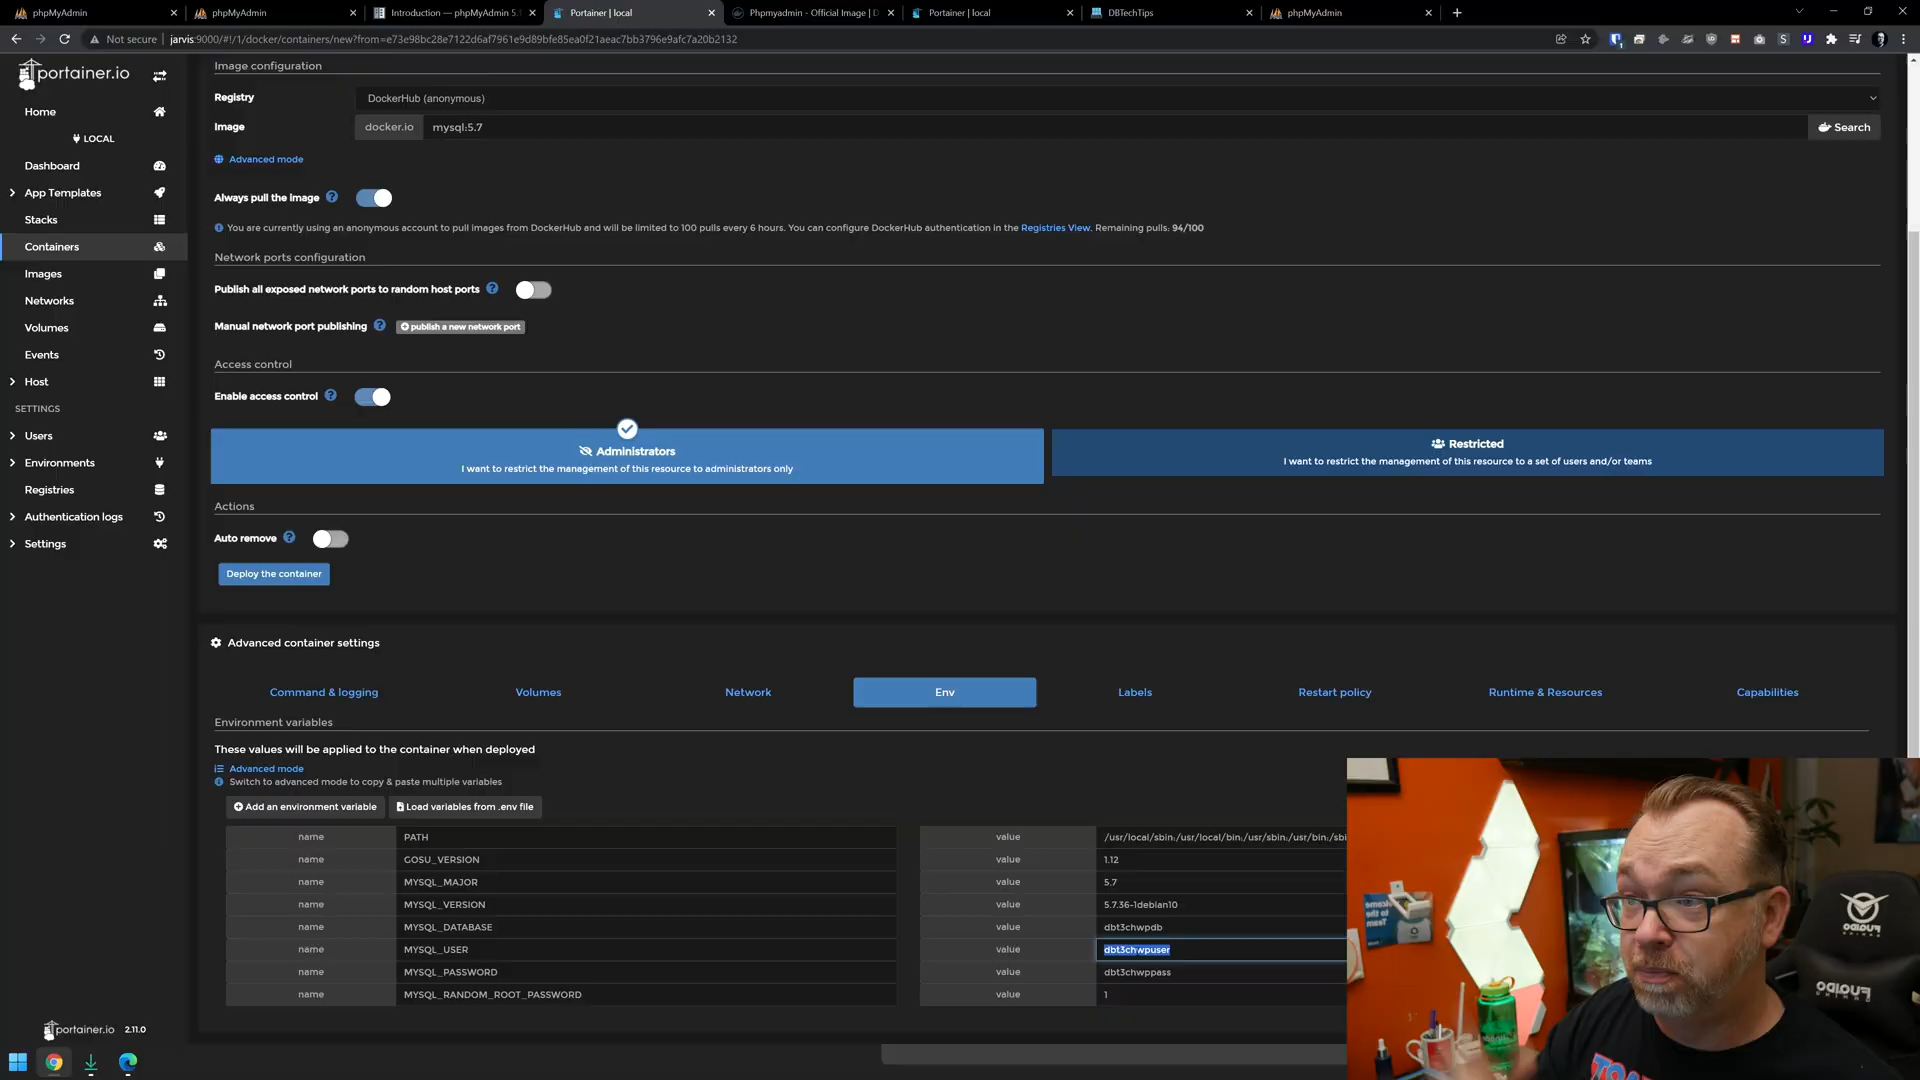 phpMyAdmin
phpMyAdmin
Introduction — phpMyAdmin 5.
Portainer | local
Phpmyadmin - Official Image | D
Portainer | local
DBTechTips
phpMyAdmin
Not secure
jarvis:9000/#!/1/docker/containers/new?from=e73e98bc28e7122d6af7961e9d89bfe85ea0f21aeac7bb3796e9afc7a20b2132
portainer.io
Home
LOCAL
Dashboard
App Templates
Stacks
Containers
Images
Networks
Volumes
Events
Host
SETTINGS
Users
Environments
Registries
Authentication logs
Settings
portainer.io 2.11.0
Image configuration
Registry
DockerHub (anonymous)
Image
docker.io
mysql:5.7
Search
Advanced mode
Always pull the image
You are currently using an anonymous account to pull images from DockerHub and will be limited to 100 pulls every 6 hours. You can configure DockerHub authentication in the Registries View. Remaining pulls: 94/100
Network ports configuration
Publish all exposed network ports to random host ports
Manual network port publishing
publish a new network port
Access control
Enable access control
Administrators
I want to restrict the management of this resource to administrators only
Restricted
I want to restrict the management of this resource to a set of users and/or teams
Actions
Auto remove
Deploy the container
Advanced container settings
Command & logging
Volumes
Network
Env
Labels
Restart policy
Runtime & Resources
Capabilities
Environment variables
These values will be applied to the container when deployed
Advanced mode
Switch to advanced mode to copy & paste multiple variables
Add an environment variable
Load variables from .env file
name PATH value /usr/local/sbin:/usr/local/bin:/usr/sbin:/usr/bin:/sbi
name GOSU_VERSION value 1.12
name MYSQL_MAJOR value 5.7
name MYSQL_VERSION value 5.7.36-1debian10
name MYSQL_DATABASE value dbt3chwpdb
name MYSQL_USER value dbt3chwpuser
name MYSQL_PASSWORD value dbt3chwppass
name MYSQL_RANDOM_ROOT_PASSWORD value 1
Welcome
to the
Team
FUQIDO
FUQIDO